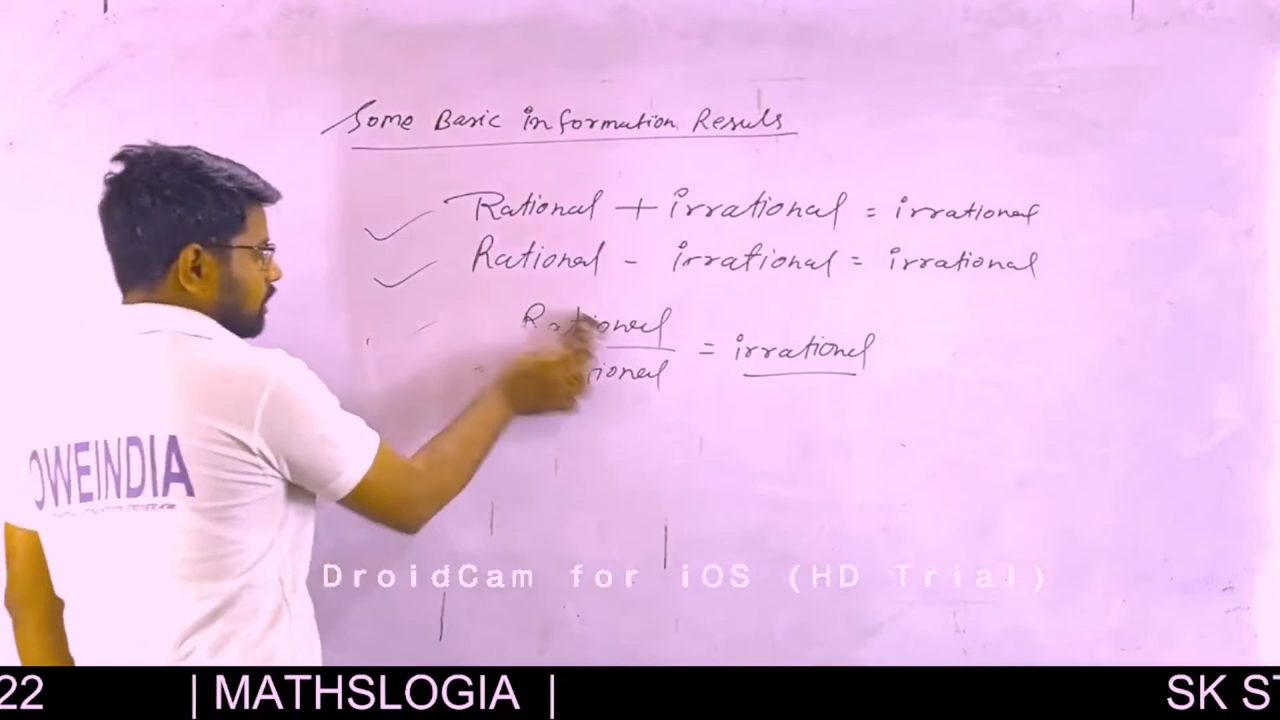 Some Basic information Results
Rational + irrational = irrational
Rational - irrational = irrational
Rational
= irrational
OWEINDIA
DroidCam for iOS (HD Trial)
22 | MATHSLOGIA | SK ST